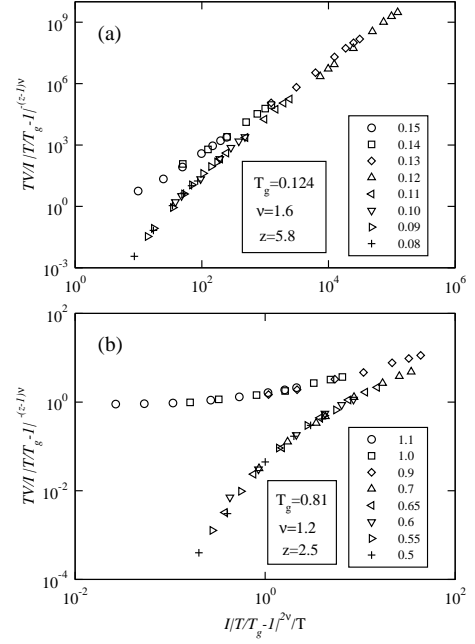 (a)
TV/I |T/T_g-1|^{-(z-1)ν}
10^9
10^6
10^3
10^0
10^{-3}
10^0 10^2 10^4 10^6
T_g=0.124
ν=1.6
z=5.8
0.15
0.14
0.13
0.12
0.11
0.10
0.09
0.08
(b)
TV/I |T/T_g-1|^{-(z-1)ν}
10^2
10^0
10^{-2}
10^{-4}
10^{-2} 10^0 10^2
T_g=0.81
ν=1.2
z=2.5
1.1
1.0
0.9
0.7
0.65
0.6
0.55
0.5
I|T/T_g-1|^{2ν}/T